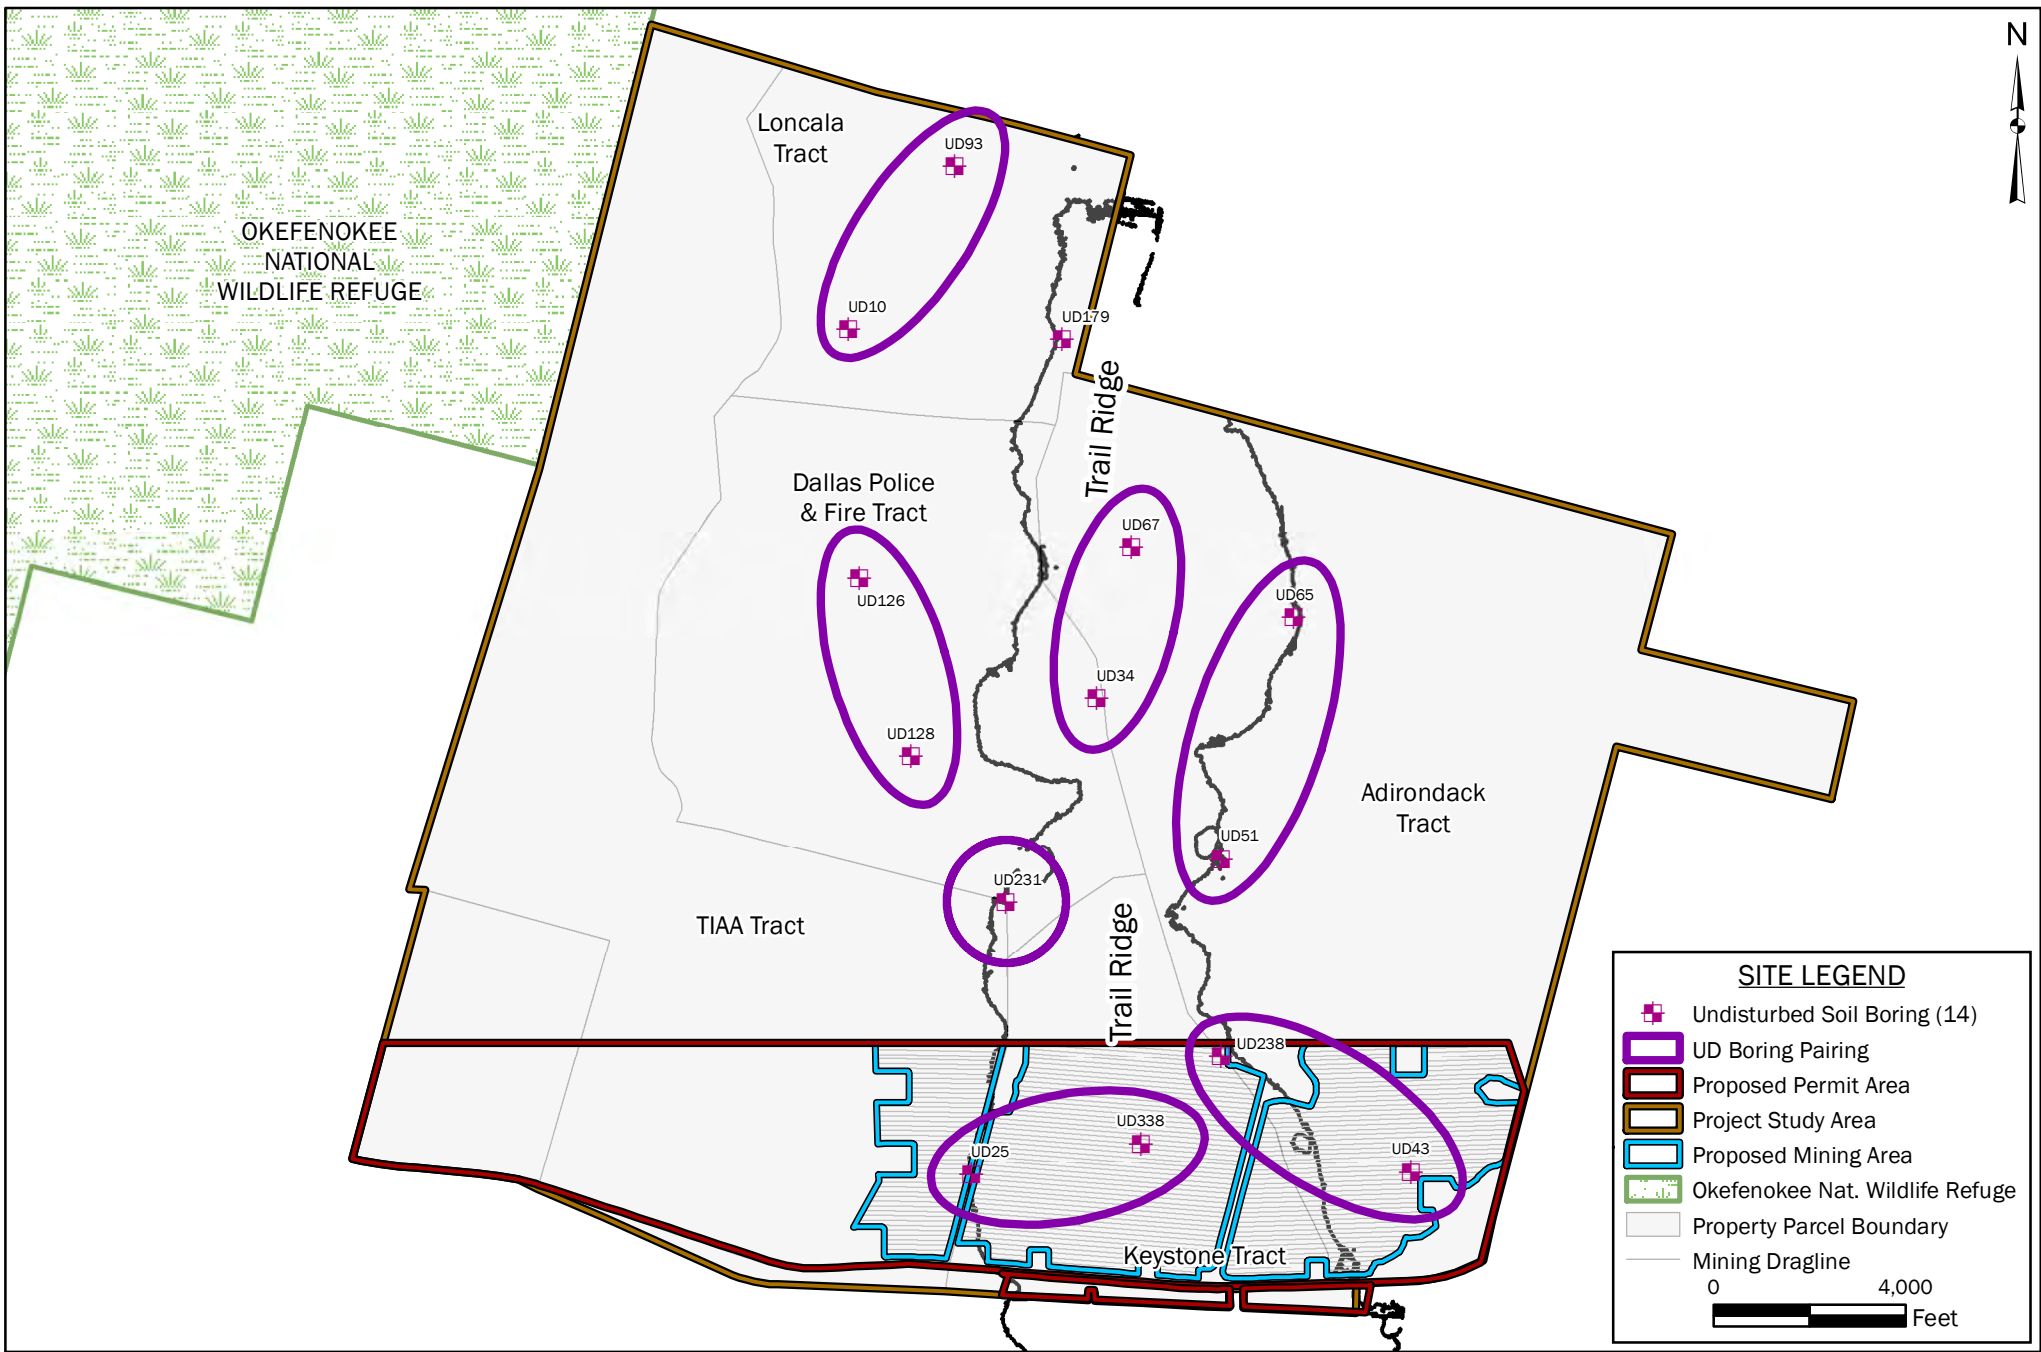 N
Loncala
Tract
UD93
OKEFENOKEE
NATIONAL
WILDLIFE REFUGE
UD10
UD179
Trail Ridge
Dallas Police
& Fire Tract
UD67
UD126
UD65
UD34
UD128
Adirondack
Tract
UD51
UD231
TIAA Tract
Trail Ridge
UD238
UD338
UD25
UD43
Keystone Tract
SITE LEGEND
Undisturbed Soil Boring (14)
UD Boring Pairing
Proposed Permit Area
Project Study Area
Proposed Mining Area
Okefenokee Nat. Wildlife Refuge
Property Parcel Boundary
Mining Dragline
0 4,000
Feet